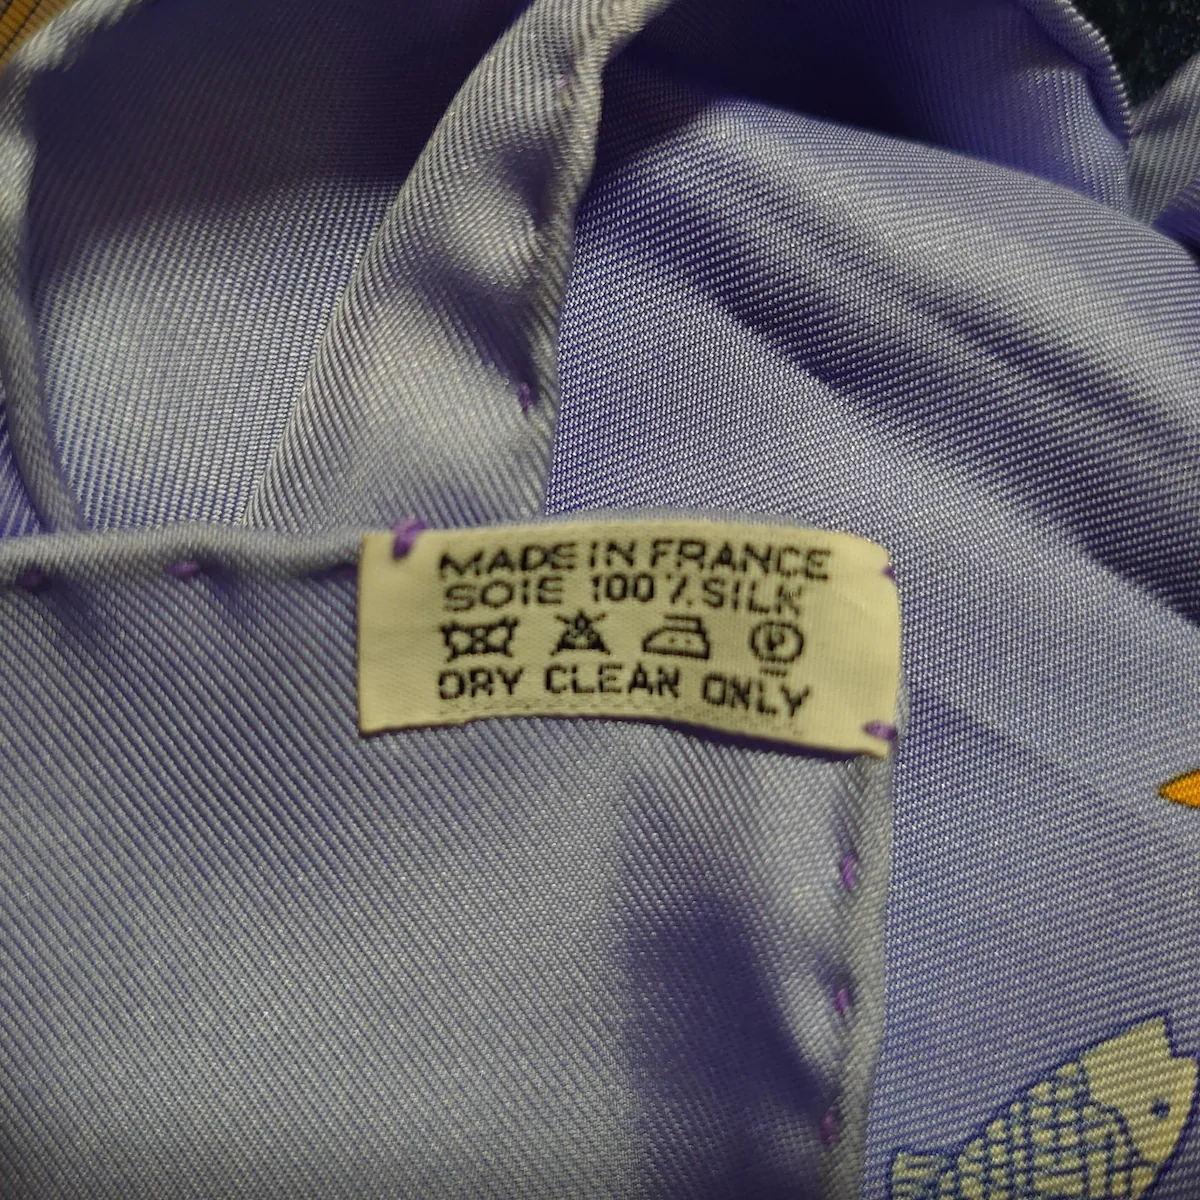 MADE IN FRANCE
SOIE 100% SILK
P
DRY CLEAN ONLY